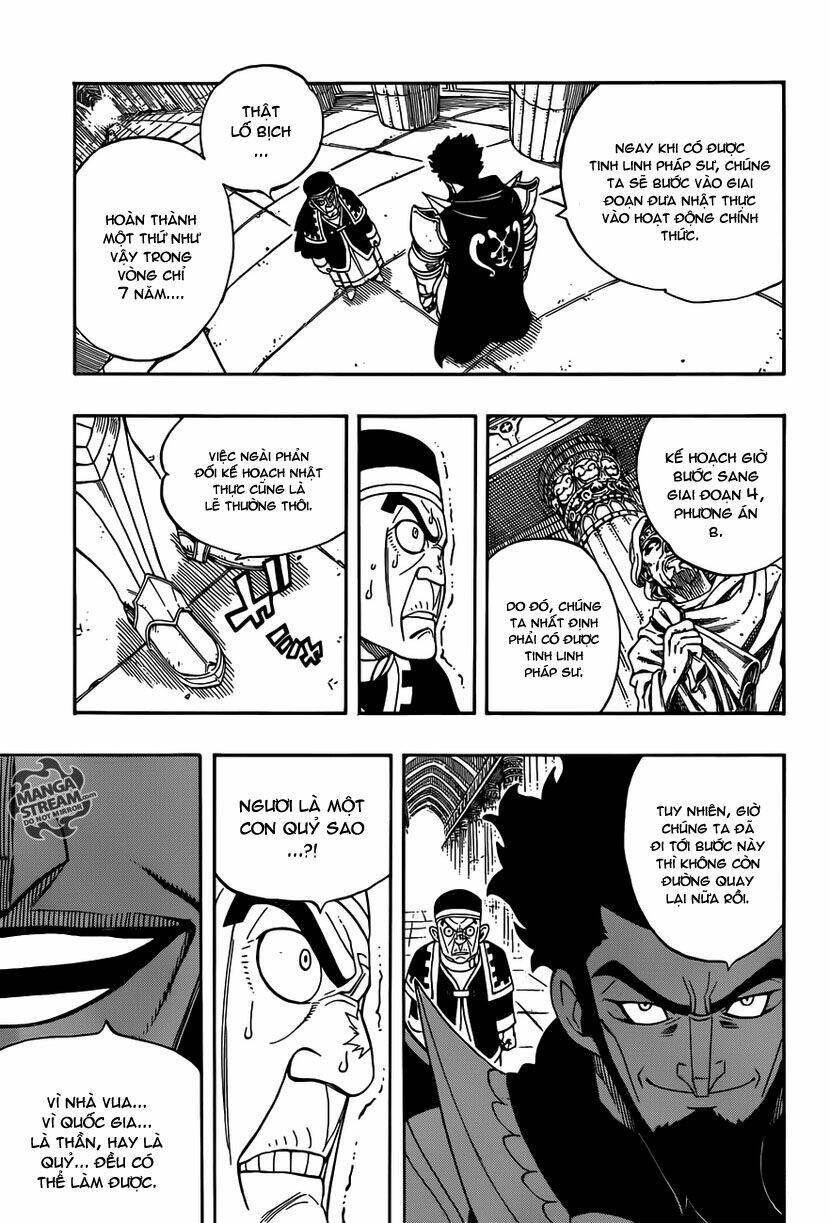 NGAY KHI CÓ ĐƯỢC
TINH LINH PHÁP SƯ, CHÚNG
TA SẼ BƯỚC VÀO GIAI
ĐOẠN ĐƯA NHẬT THỰC
VÀO HOẠT ĐỘNG CHÍNH
THỨC.
THẬT
LỐ BỊCH
...
HOÀN THÀNH
MỘT THỨ NHƯ
VẬY TRONG
VÒNG CHỈ
7 NĂM....
KẾ HOẠCH GIỜ
BƯỚC SANG
GIAI ĐOẠN 4,
PHƯƠNG ÁN
B.
DO ĐÓ, CHÚNG
TA NHẤT ĐỊNH
PHẢI CÓ ĐƯỢC
TINH LINH
PHÁP SƯ.
VIỆC NGÀI PHẢN
ĐỐI KẾ HOẠCH NHẬT
THỰC CŨNG LÀ
LẼ THƯỜNG THÔI.
TUY NHIÊN, GIỜ
CHÚNG TA ĐÃ
ĐI TỚI BƯỚC NÀY
THÌ KHÔNG CÒN
ĐƯỜNG QUAY
LẠI NỮA RỒI.
NGƯƠI LÀ MỘT
CON QUỶ SAO
...?!
MANGA
STREAM.com
DO NOT MIRROR!
VÌ NHÀ VUA...
VÌ QUỐC GIA...
LÀ THẦN, HAY LÀ
QUỶ... ĐỀU CÓ
THỂ LÀM ĐƯỢC.